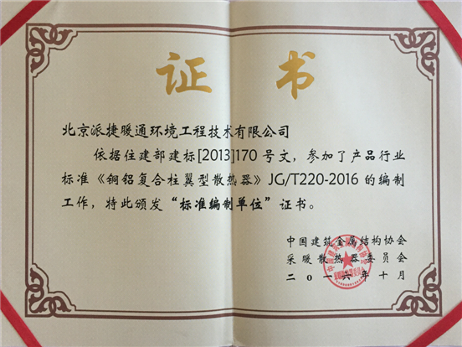 证书
北京派捷暖通环境工程技术有限公司
依据住建部建标[2013]170号文，参加了产品行业
标准《铜铝复合柱翼型散热器》JG/T220-2016的编制
工作，特此颁发“标准编制单位”证书。
中国建筑金属结构协会
采暖散热器委员会
二〇一六年十月